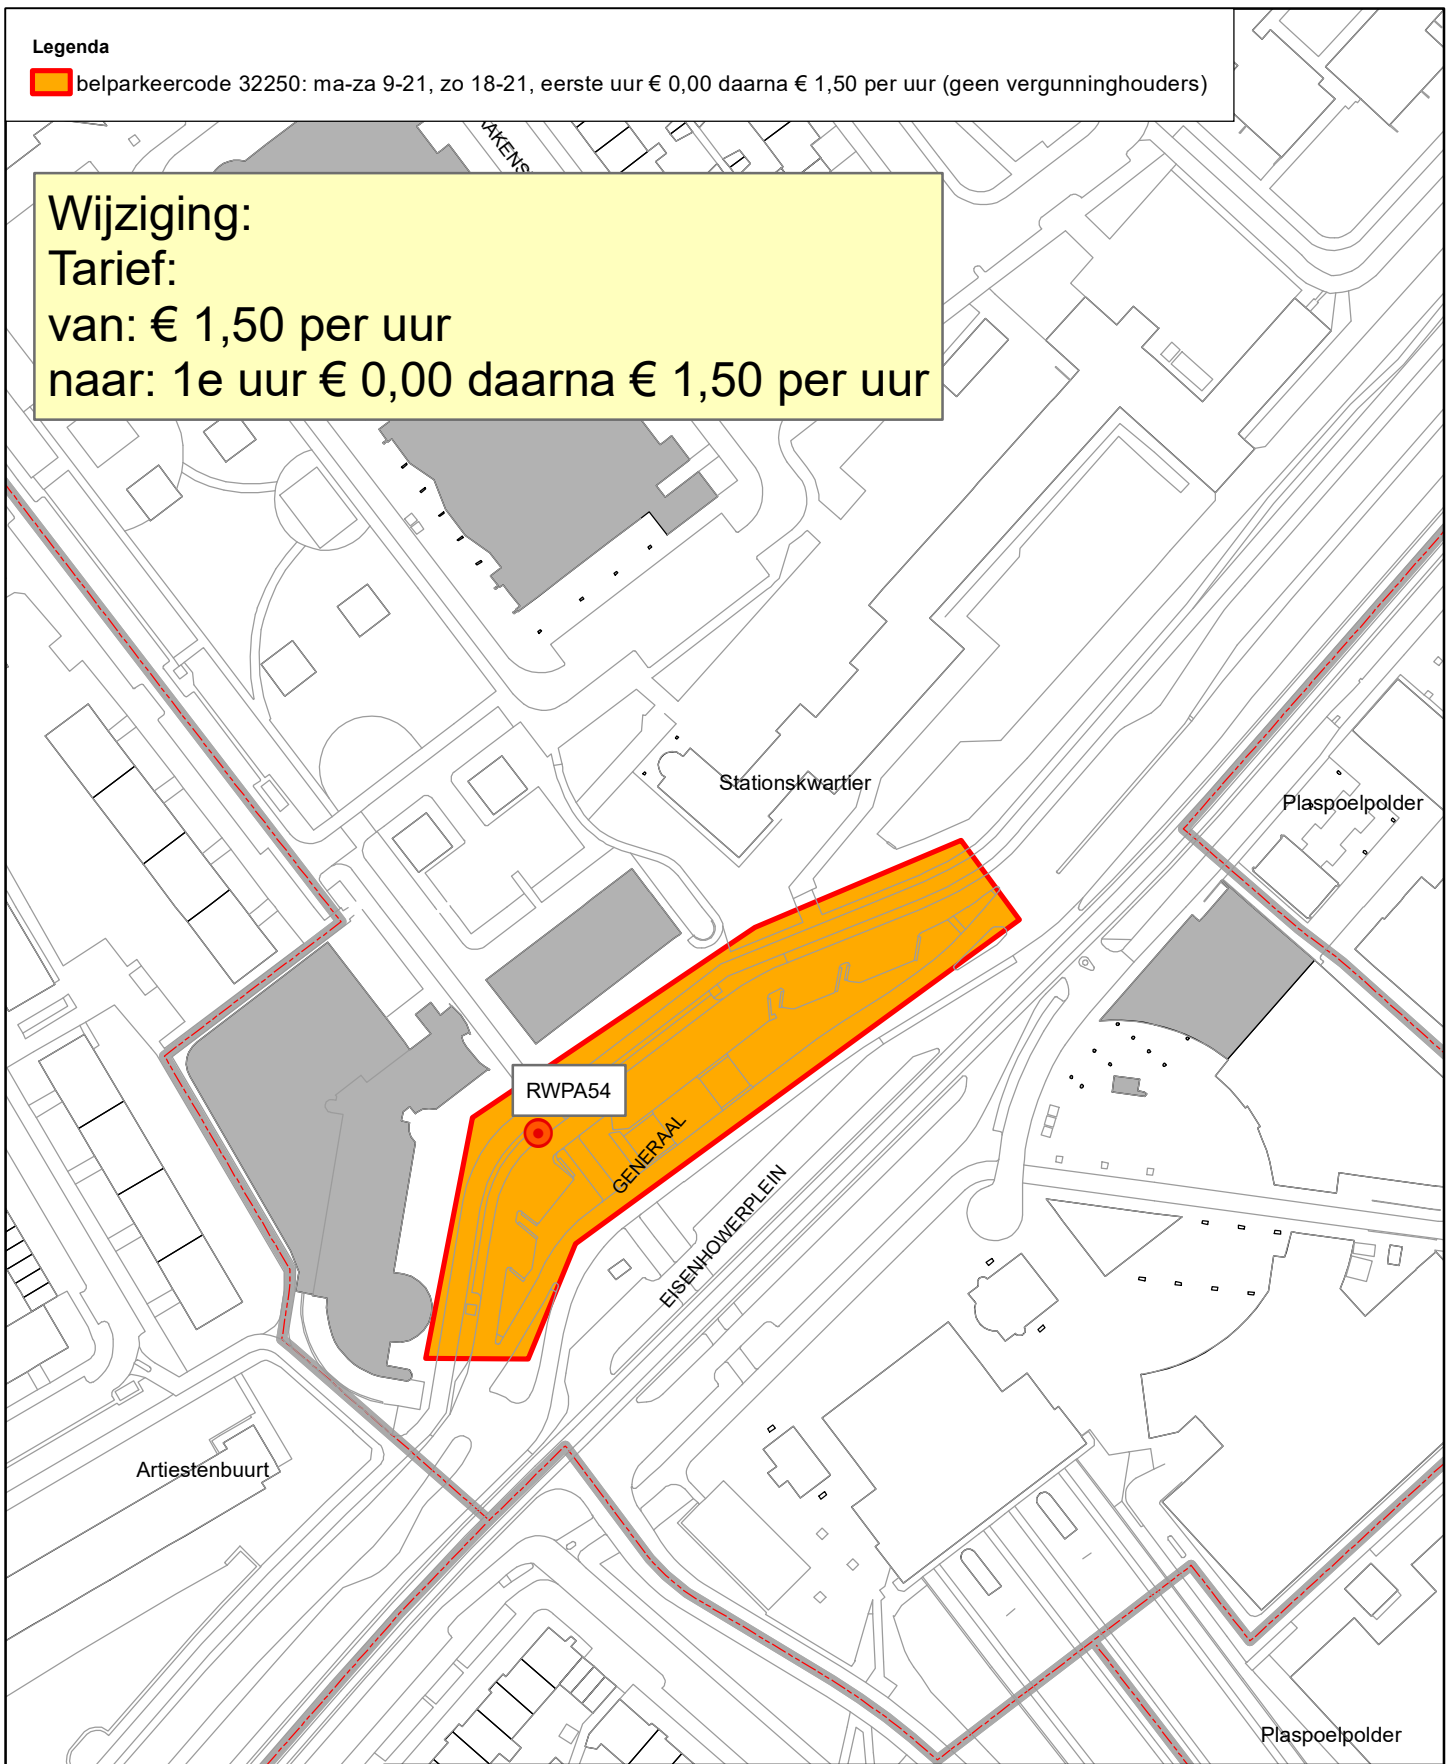 Legenda
belparkeercode 32250: ma-za 9-21, zo 18-21, eerste uur € 0,00 daarna € 1,50 per uur (geen vergunninghouders)
Wijziging:
Tarief:
van: € 1,50 per uur
naar: 1e uur € 0,00 daarna € 1,50 per uur
Stationskwartier
Plaspoelpolder
RWPA54
GENERAAL
EISENHOWERPLEIN
Artiestenbuurt
Plaspoelpolder